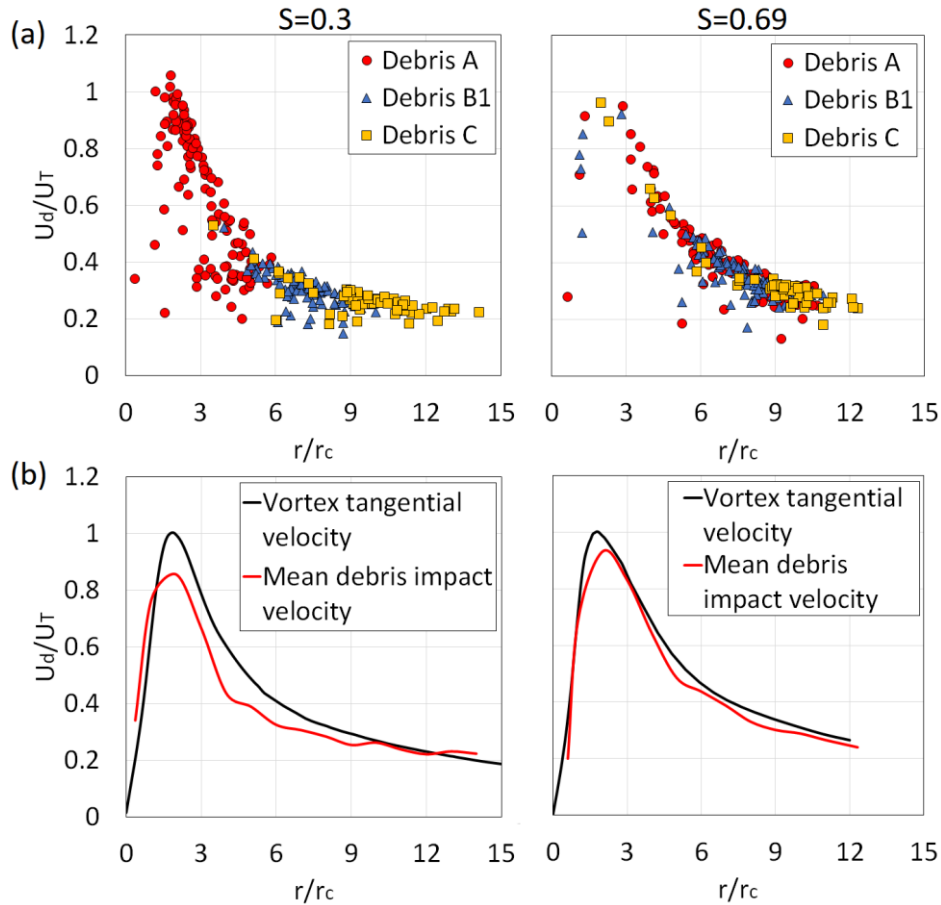 S=0.3
S=0.69
(a)
1.2
1
0.8
0.6
0.4
0.2
0
Ud/UT
Debris A
Debris B1
Debris C
Debris A
Debris B1
Debris C
0 3 6 9 12 15
0 3 6 9 12 15
r/rc
r/rc
(b)
1.2
1
0.8
0.6
0.4
0.2
0
Ud/UT
Vortex tangential
velocity
Mean debris impact
velocity
Vortex tangential
velocity
Mean debris
impact velocity
0 3 6 9 12 15
0 3 6 9 12 15
r/rc
r/rc